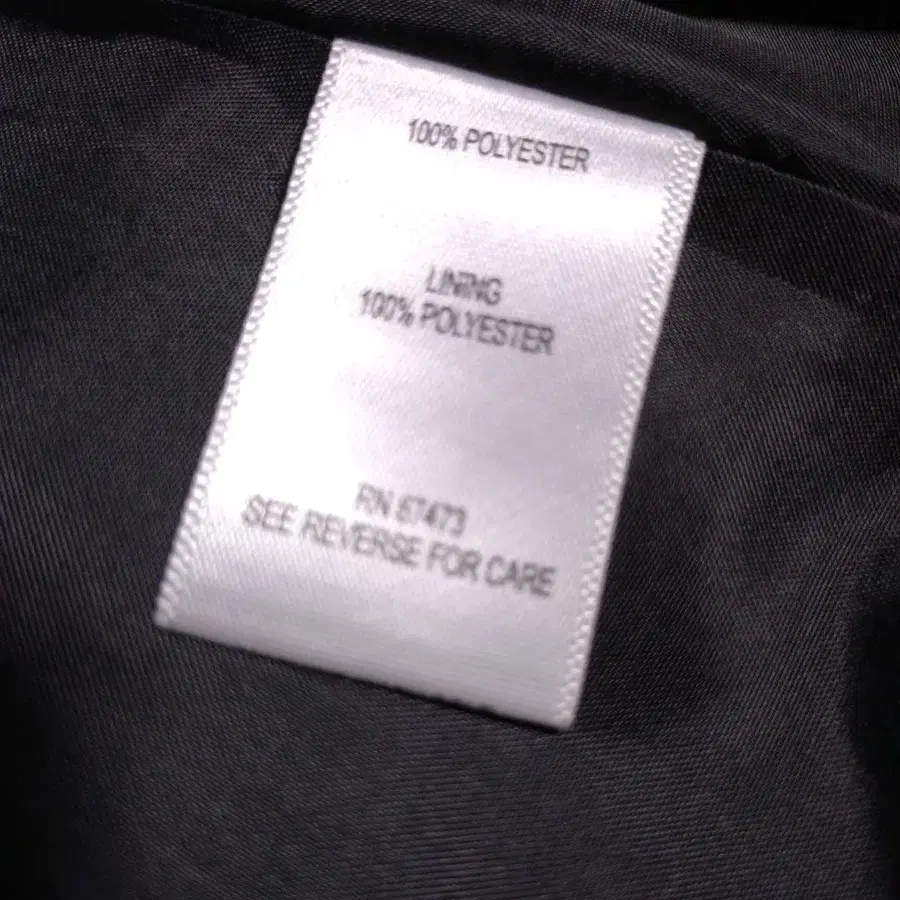 100% POLYESTER
LINING
100% POLYESTER
RN 87473
SEE REVERSE FOR CARE